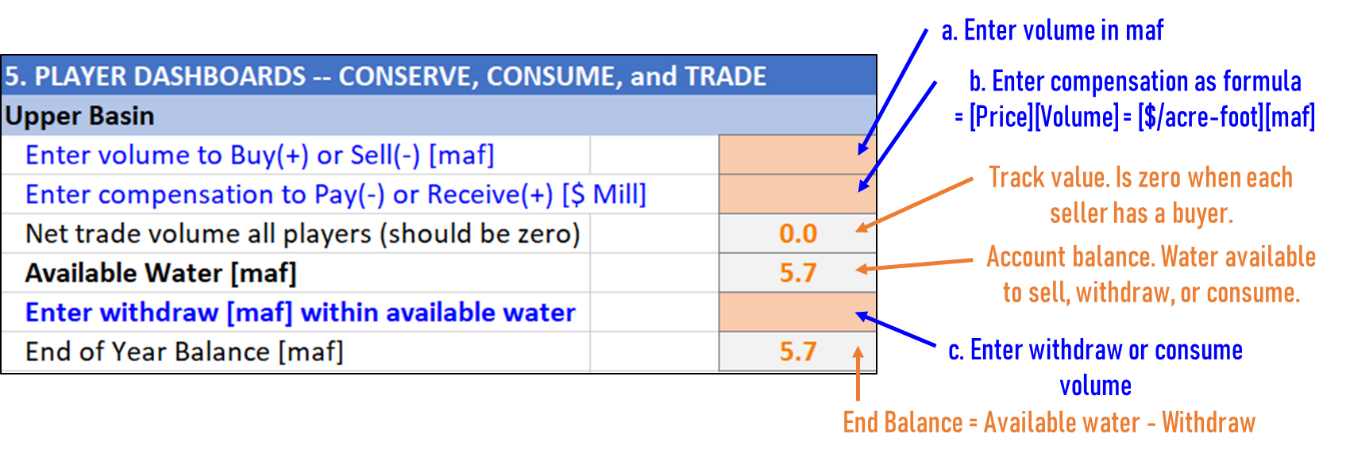 a. Enter volume in maf
5. PLAYER DASHBOARDS -- CONSERVE, CONSUME, and TRADE
b. Enter compensation as formula
= [Price][Volume] = [$/acre-foot][maf]
Upper Basin
Enter volume to Buy(+) or Sell(-) [maf]
Enter compensation to Pay(-) or Receive(+) [$ Mill]
Track value. Is zero when each
seller has a buyer.
Net trade volume all players (should be zero) 0.0
Available Water [maf] 5.7
Account balance. Water available
to sell, withdraw, or consume.
Enter withdraw [maf] within available water
End of Year Balance [maf] 5.7
c. Enter withdraw or consume
volume
End Balance = Available water - Withdraw